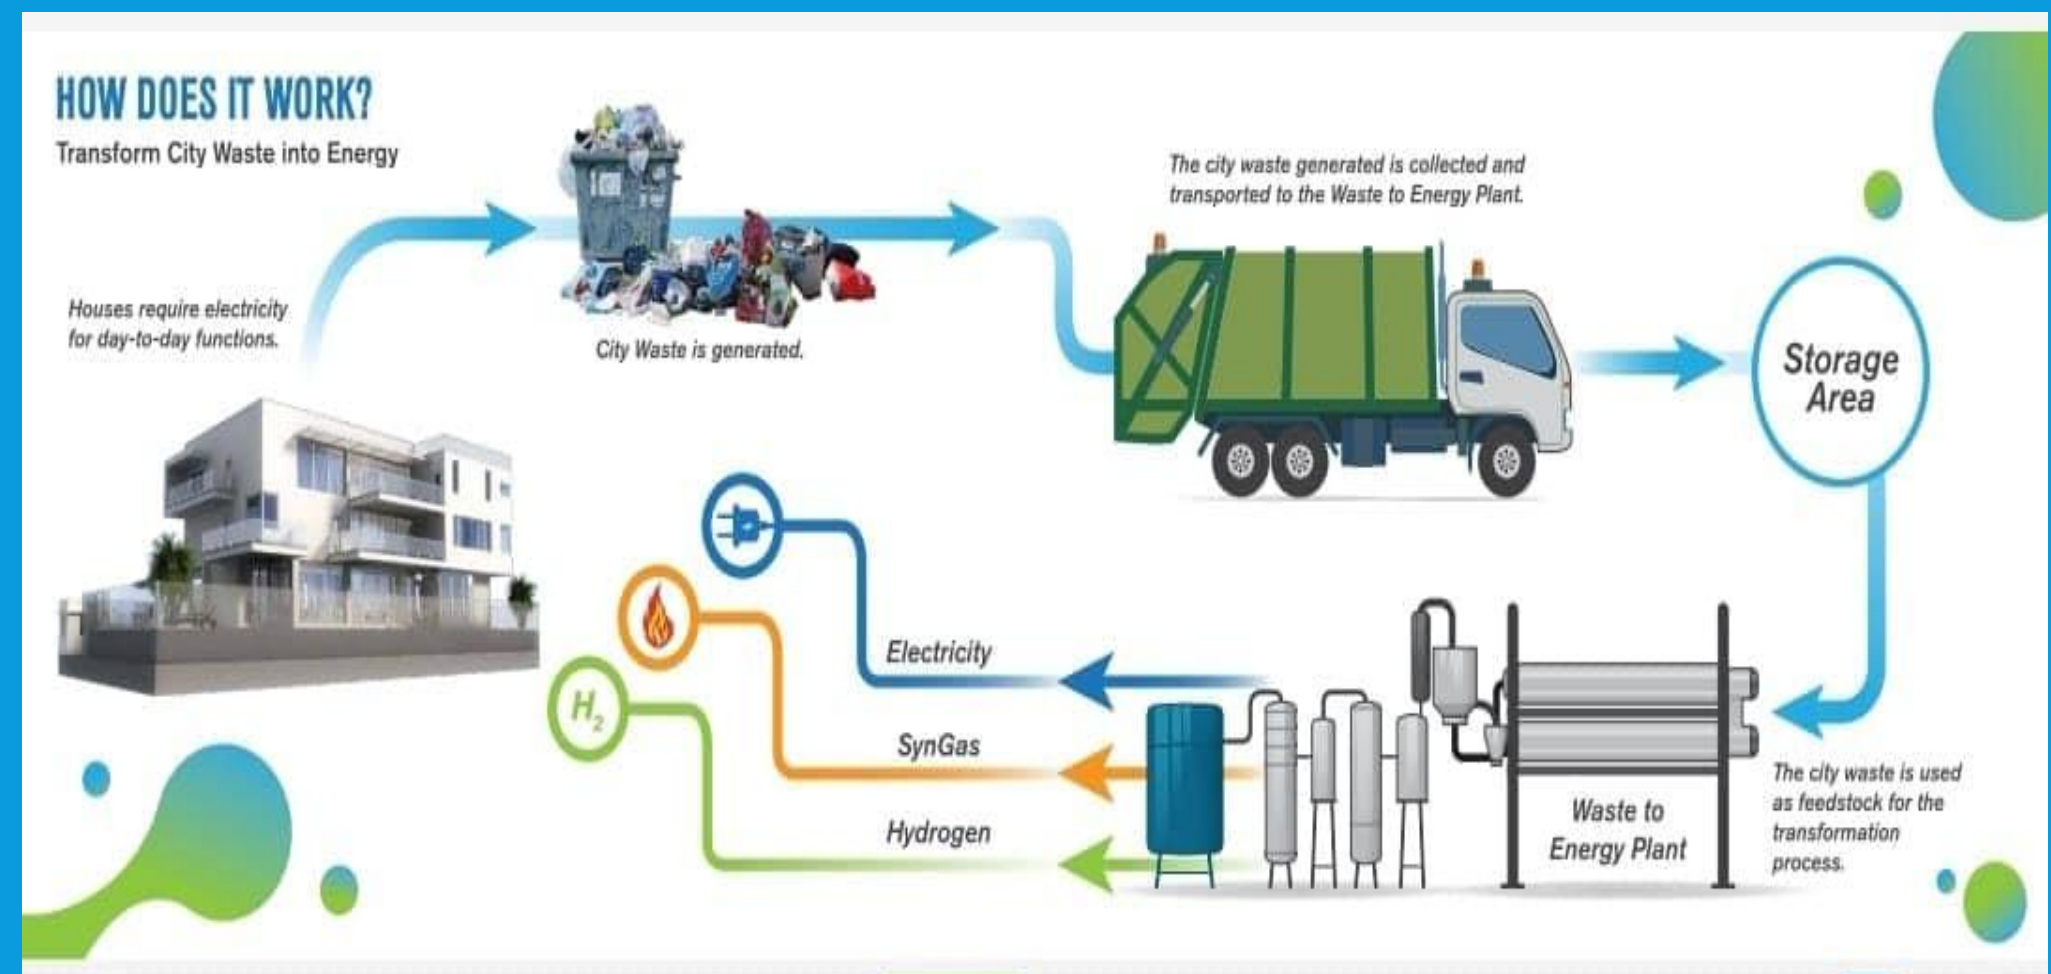 HOW DOES IT WORK?
Transform City Waste into Energy
Houses require electricity
for day-to-day functions.
City Waste is generated.
The city waste generated is collected and
transported to the Waste to Energy Plant.
Storage
Area
The city waste is used
as feedstock for the
transformation
process.
Waste to
Energy Plant
Electricity
SynGas
Hydrogen
H2